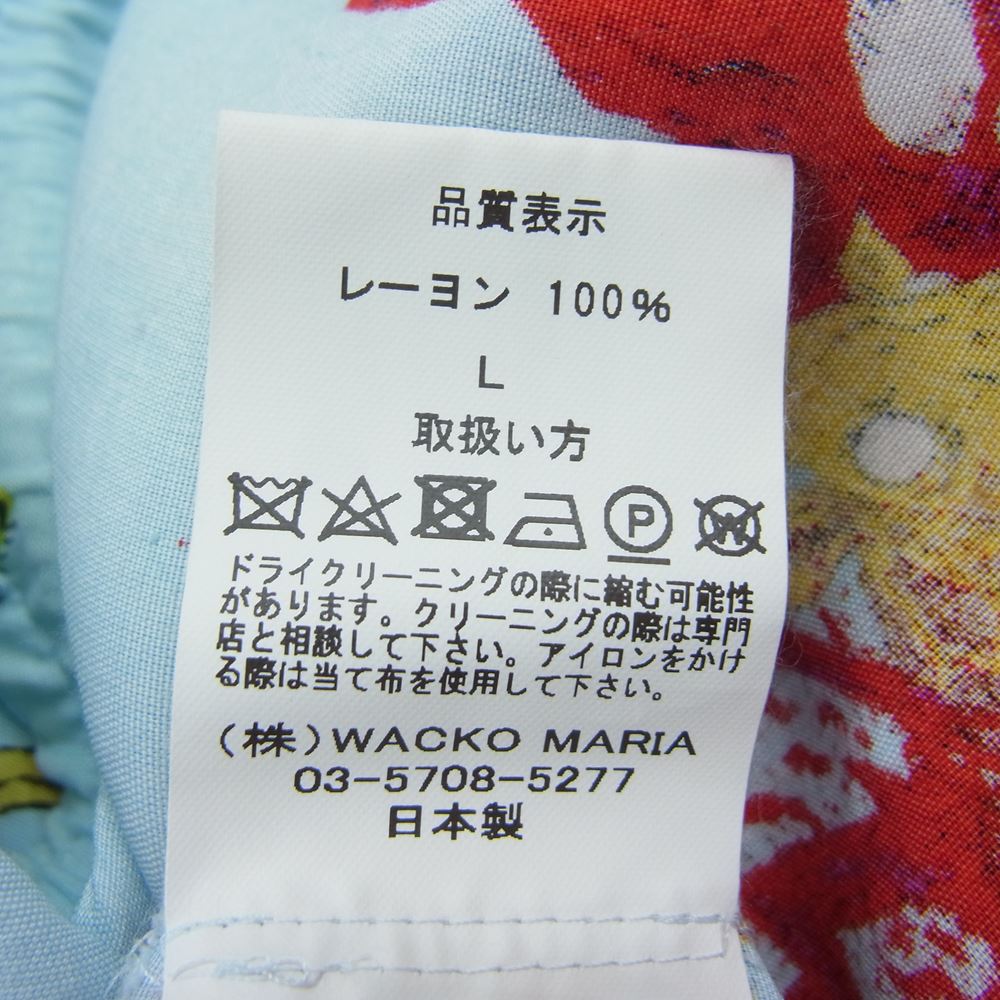 品質表示
レーヨン 100%
L
取扱い方
P W
ドライクリーニングの際に縮む可能性
があります。クリーニングの際は専門
店と相談して下さい。アイロンをかけ
る際は当て布を使用して下さい。
(株)WACKO MARIA
03-5708-5277
日本製